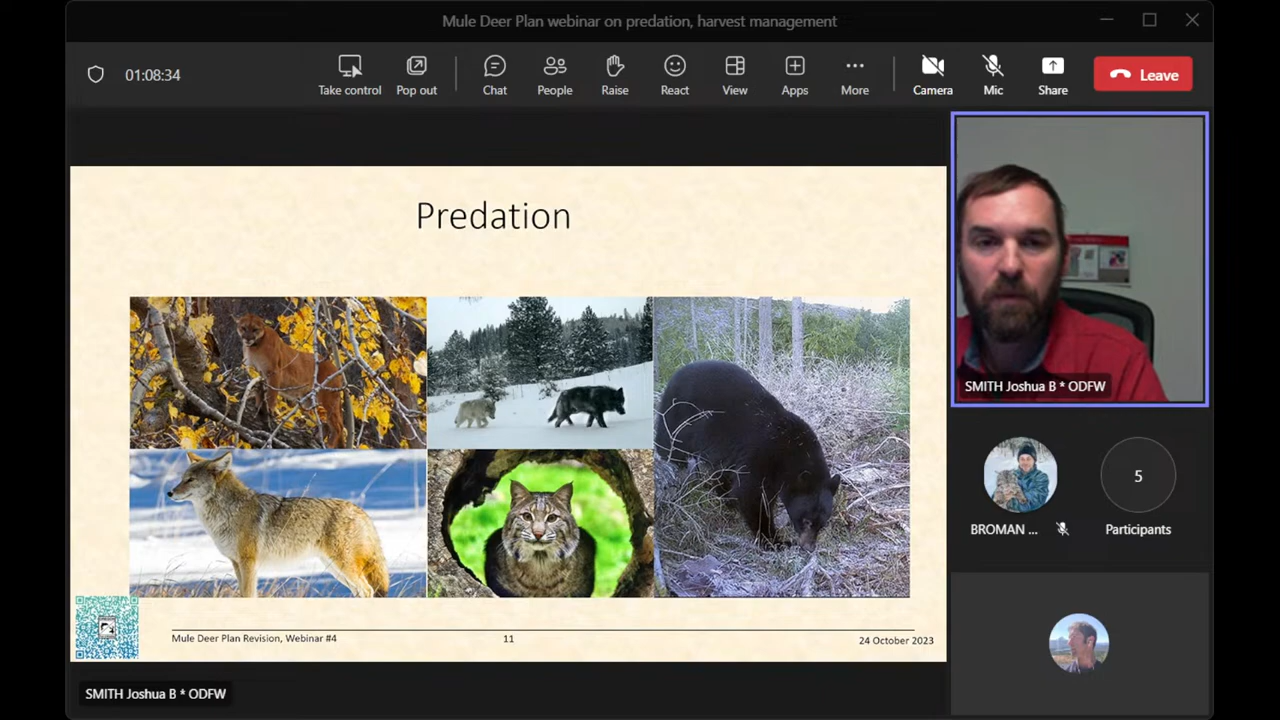 Mule Deer Plan webinar on predation, harvest management
01:08:34
Take control
Pop out
Chat
People
Raise
React
View
Apps
More
Camera
Mic
Share
Leave
Predation
SMITH Joshua B * ODFW
BROMAN ...
5
Participants
Mule Deer Plan Revision, Webinar #4
11
24 October 2023
SMITH Joshua B * ODFW